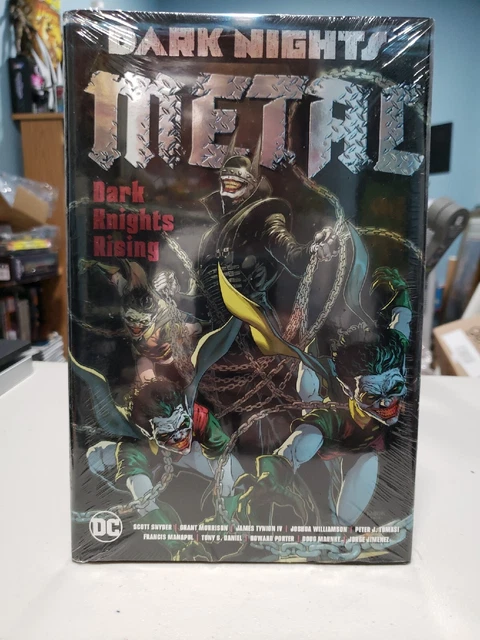 DARK NIGHTS
METAL
Dark
Knights
Rising
DC
SCOTT SNYDER | GRANT MORRISON | JAMES TYNION IV | JOSHUA WILLIAMSON | PETER J. TOMASI
FRANCIS MANAPUL | TONY S. DANIEL | HOWARD PORTER | DOUG MAHNKE | JORGE JIMENEZ